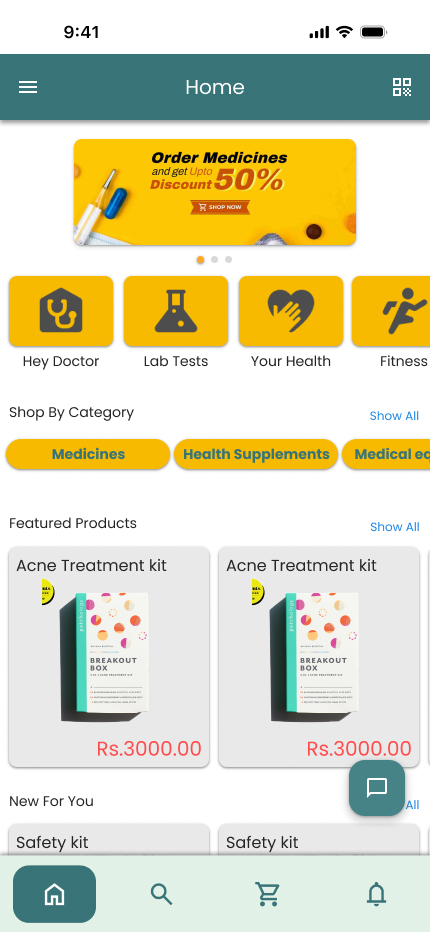 9:41
Home
Order Medicines
and get Upto
Discount 50%
SHOP NOW
Hey Doctor
Lab Tests
Your Health
Fitness
Shop By Category
Show All
Medicines
Health Supplements
Medical
Featured Products
Show All
Acne Treatment kit
Acne Treatment kit
BREAKOUT
BOX
BREAKOUT
BOX
Rs.3000.00
Rs.3000.00
New For You
All
Safety kit
Safety kit